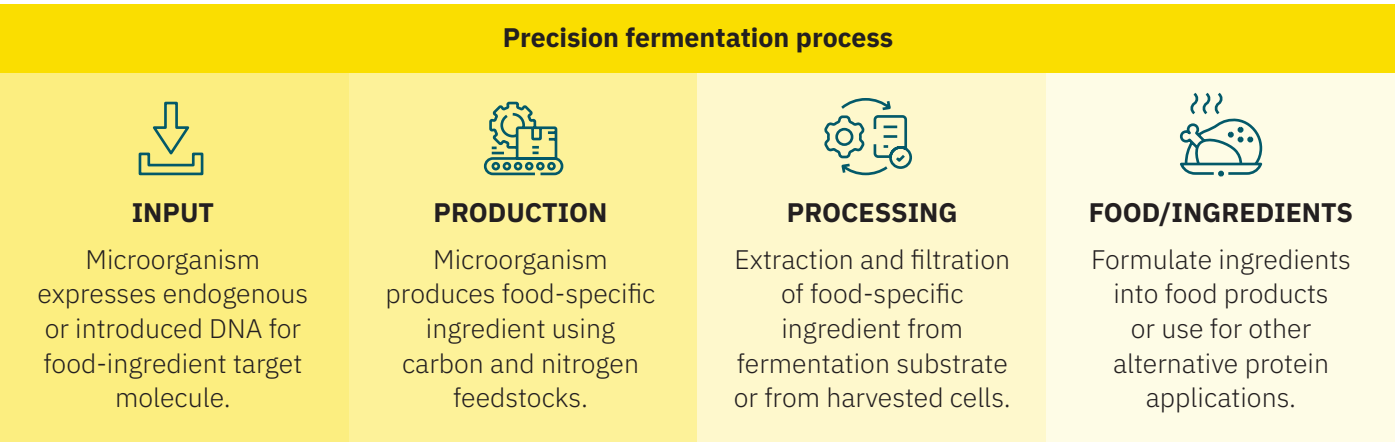 Precision fermentation process
INPUT
Microorganism
expresses endogenous
or introduced DNA for
food-ingredient target
molecule.
PRODUCTION
Microorganism
produces food-specific
ingredient using
carbon and nitrogen
feedstocks.
PROCESSING
Extraction and filtration
of food-specific
ingredient from
fermentation substrate
or from harvested cells.
FOOD/INGREDIENTS
Formulate ingredients
into food products
or use for other
alternative protein
applications.